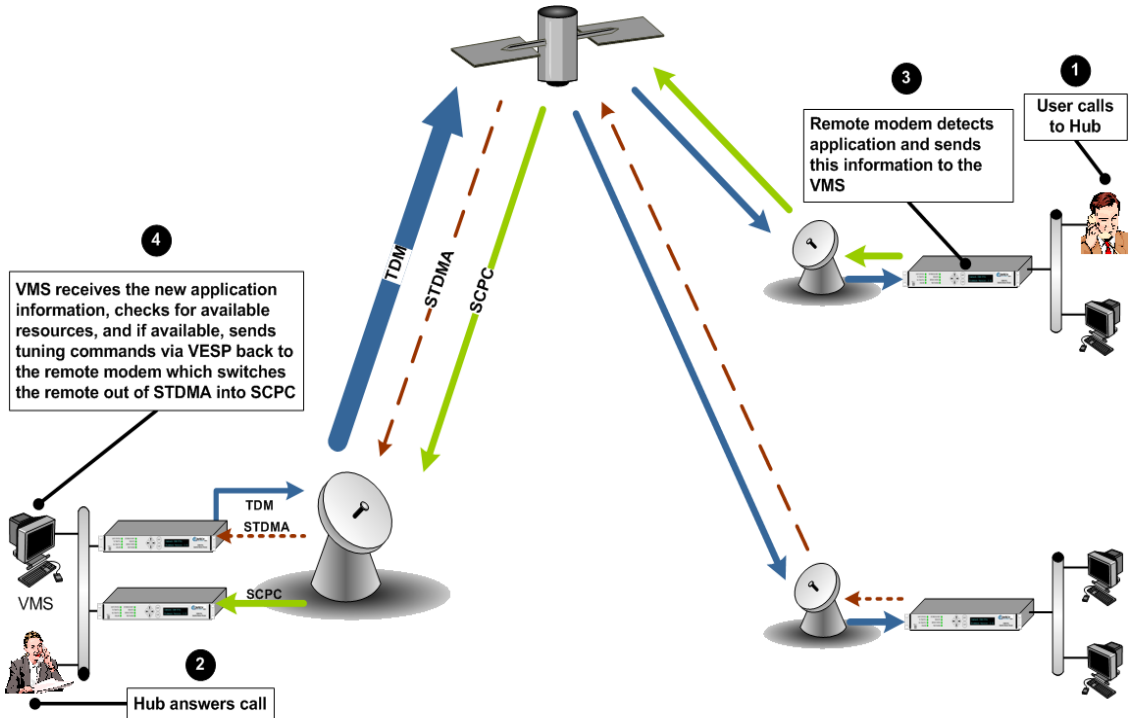 1
User calls
to Hub
3
Remote modem detects
application and sends
this information to the
VMS
4
VMS receives the new application
information, checks for available
resources, and if available, sends
tuning commands via VESP back to
the remote modem which switches
the remote out of STDMA into SCPC
TDM
STDMA
SCPC
TDM
STDMA
SCPC
VMS
2
Hub answers call